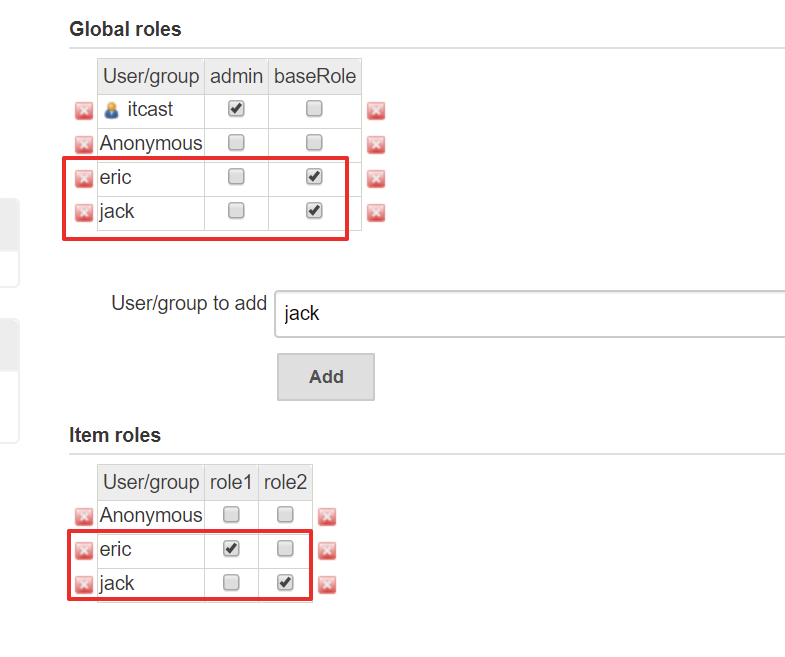 Global roles
User/group admin baseRole
itcast
Anonymous
eric
jack
User/group to add jack
Add
Item roles
User/group role1 role2
Anonymous
eric
jack